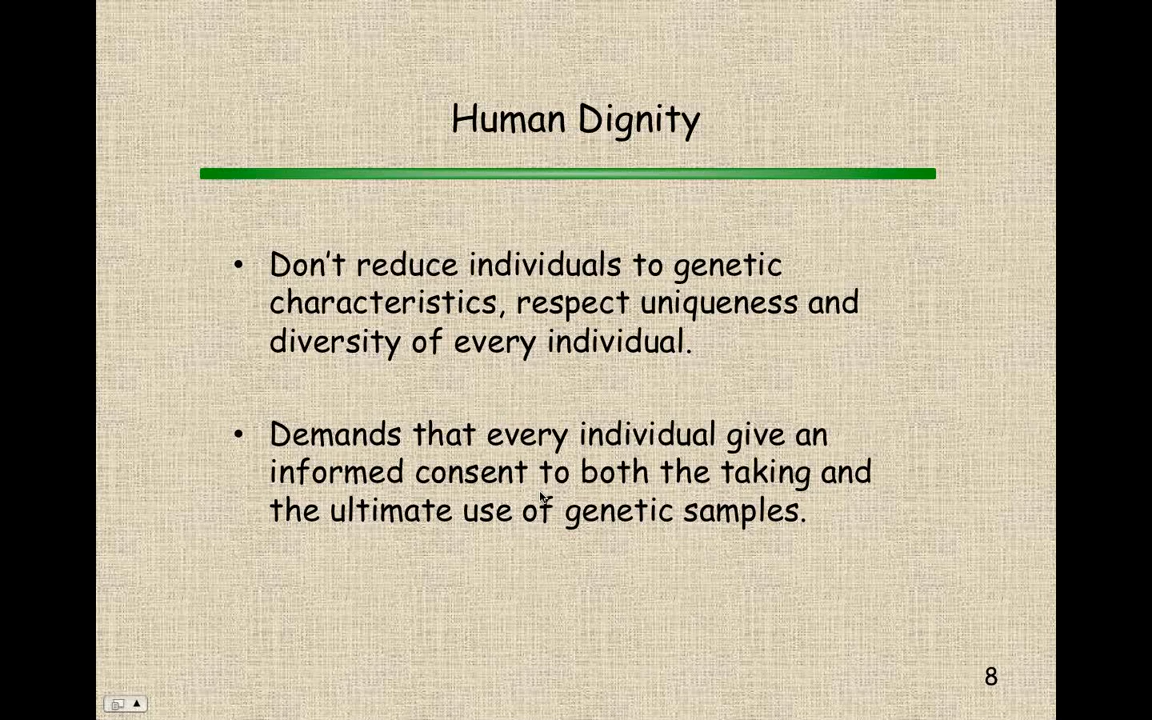 Human Dignity
• Don't reduce individuals to genetic
characteristics, respect uniqueness and
diversity of every individual.
• Demands that every individual give an
informed consent to both the taking and
the ultimate use of genetic samples.
8